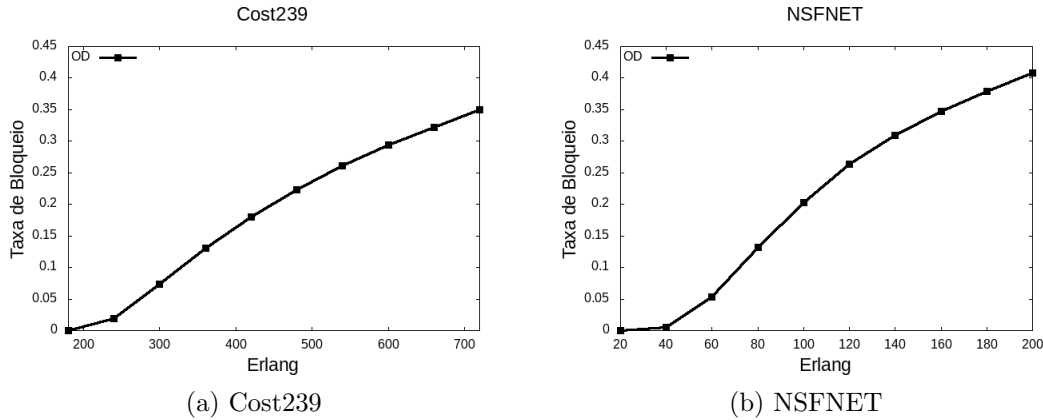 Cost239
0.45
OD
0.4
0.35
0.3
0.25
0.2
0.15
0.1
0.05
0
Taxa de Bloqueio
200 300 400 500 600 700
Erlang
(a) Cost239
NSFNET
0.45
OD
0.4
0.35
0.3
0.25
0.2
0.15
0.1
0.05
0
Taxa de Bloqueio
20 40 60 80 100 120 140 160 180 200
Erlang
(b) NSFNET